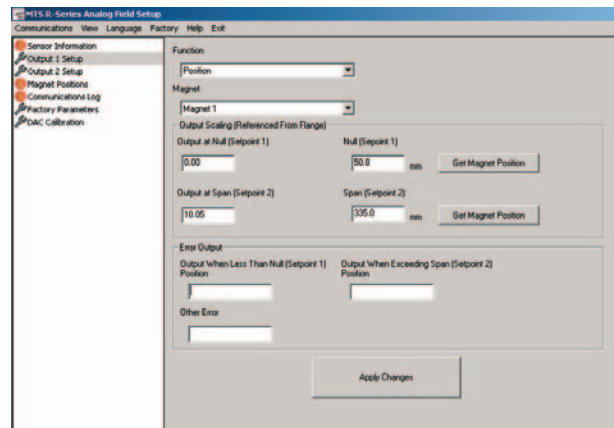 MTS R-Series Analog Field Setup
Communications View Language Factory Help Exit
Sensor Information
Output 1 Setup
Output 2 Setup
Magnet Positions
Communications Log
Factory Parameters
DAC Calibration
Function
Position
Magnet
Magnet 1
Output Scaling (Referenced From Flange)
Output at Null (Setpoint 1) Null (Sepoint 1)
0.00 50.0 mm Get Magnet Position
Output at Span (Setpoint 2) Span (Setpoint 2)
10.05 335.0 mm Get Magnet Position
Error Output
Output When Less Than Null (Setpoint 1) Output When Exceeding Span (Setpoint 2)
Position Position
Other Error
Apply Changes